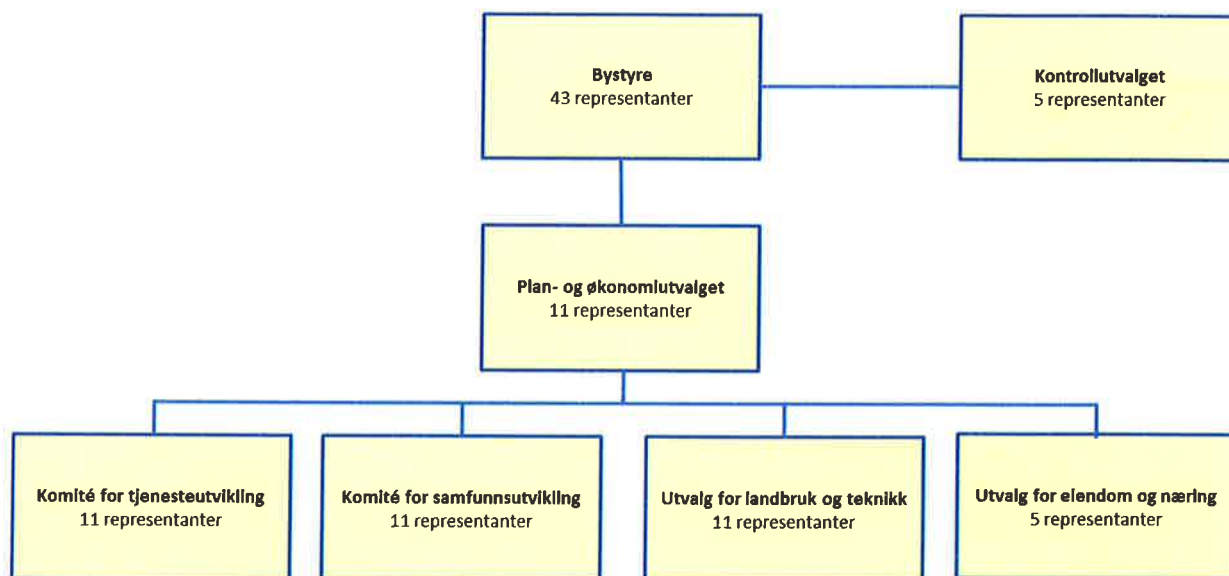 Bystyre
43 representanter
Kontrollutvalget
5 representanter
Plan- og økonomiutvalget
11 representanter
Komité for tjenesteutvikling
11 representanter
Komité for samfunnsutvikling
11 representanter
Utvalg for landbruk og teknikk
11 representanter
Utvalg for eiendom og næring
5 representanter